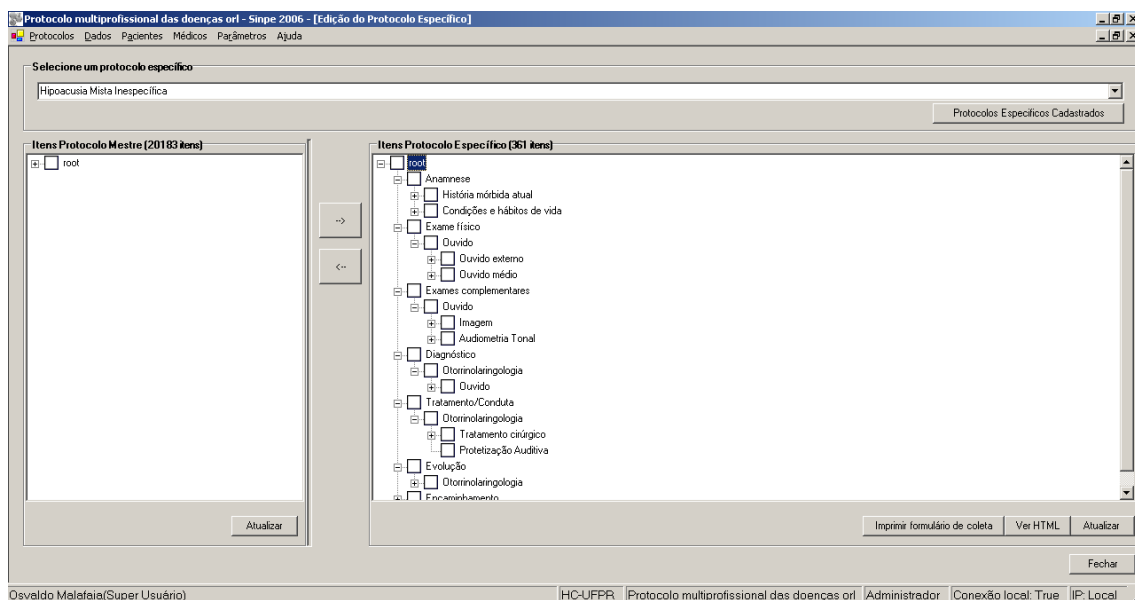 Protocolo multiprofissional das doenças orl - Sinpe 2006 - [Edição do Protocolo Específico]
Protocolos Dados Pacientes Médicos Parâmetros Ajuda
Selecione um protocolo específico
Hipoacusia Mista Inespecífica
Protocolos Especificos Cadastrados
Itens Protocolo Mestre (20183 itens)
root
-->
<--
Atualizar
Itens Protocolo Específico (361 itens)
root
Anamnese
História mórbida atual
Condições e hábitos de vida
Exame físico
Ouvido
Ouvido externo
Ouvido médio
Exames complementares
Ouvido
Imagem
Audiometria Tonal
Diagnóstico
Otorrinolaringologia
Ouvido
Tratamento/Conduta
Otorrinolaringologia
Tratamento cirúrgico
Protetização Auditiva
Evolução
Otorrinolaringologia
Encaminhamento
Imprimir formulário de coleta Ver HTML Atualizar
Fechar
Osvaldo Malafaia(Super Usuário) HC-UFPR Protocolo multiprofissional das doenças orl Administrador Conexão local: True IP: Local